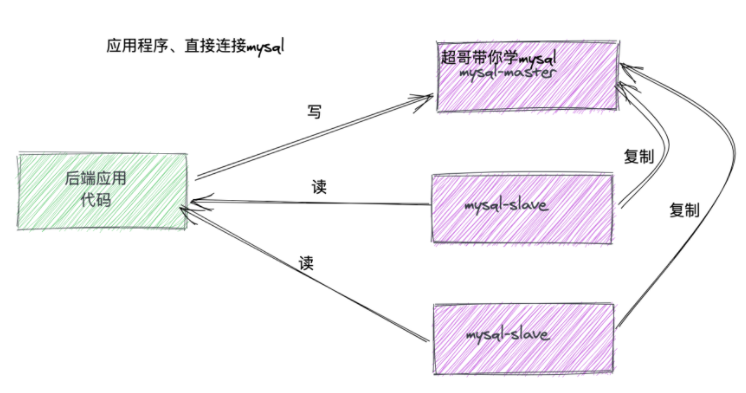 应用程序、直接连接mysql
超哥带你学mysql
mysql-master
写
后端应用
代码
复制
读
mysql-slave
复制
读
mysql-slave